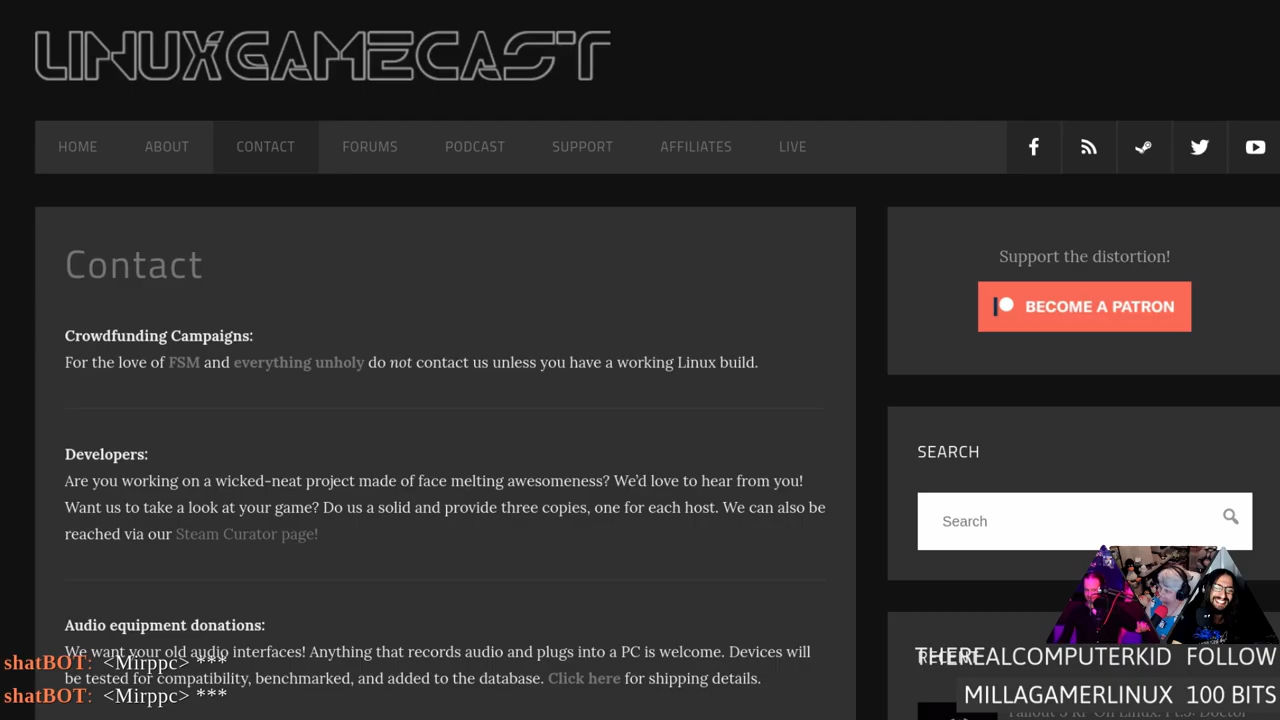 LINUXGAMECAST
HOME ABOUT CONTACT FORUMS PODCAST SUPPORT AFFILIATES LIVE
Contact
Crowdfunding Campaigns:
For the love of FSM and everything unholy do not contact us unless you have a working Linux build.
Developers:
Are you working on a wicked-neat project made of face melting awesomeness? We'd love to hear from you!
Want us to take a look at your game? Do us a solid and provide three copies, one for each host. We can also be
reached via our Steam Curator page!
Audio equipment donations:
We want your old audio interfaces! Anything that records audio and plugs into a PC is welcome. Devices will
be tested for compatibility, benchmarked, and added to the database. Click here for shipping details.
Support the distortion!
BECOME A PATRON
SEARCH
Search
shatBOT: <Mirppc> ***
shatBOT: <Mirppc> ***
THEREALCOMPUTERKID FOLLOW
MILLAGAMERLINUX 100 BITS